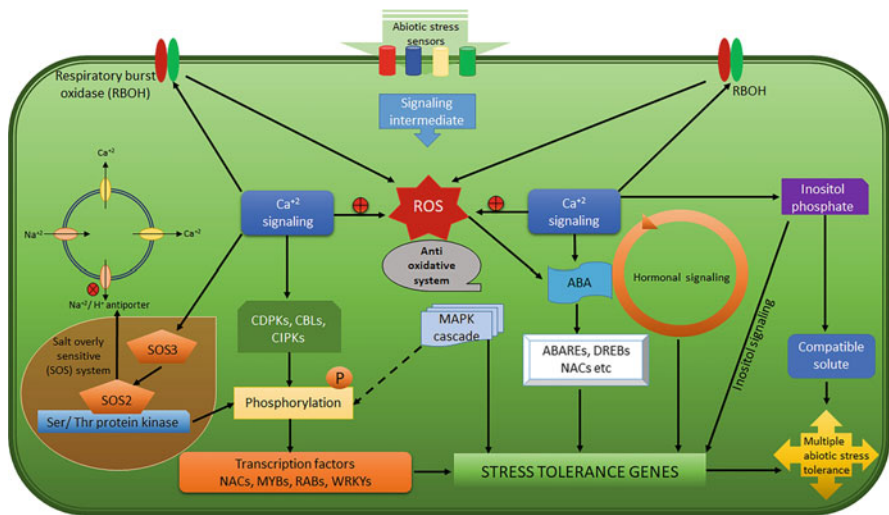 Abiotic stress
sensors
Respiratory burst
oxidase (RBOH)
RBOH
Signaling
intermediate
Ca+2
Na+2
Ca+2
Na+2/ H+ antiporter
Ca+2
signaling
ROS
Ca+2
signaling
Inositol
phosphate
Anti
oxidative
system
ABA
Hormonal signaling
Salt overly
sensitive
(SOS) system
SOS3
SOS2
Ser/ Thr protein kinase
CDPKs, CBLs,
CIPKs
MAPK
cascade
ABAREs, DREBs
NACs etc
Inositol signaling
Compatible
solute
P
Phosphorylation
Transcription factors
NACs, MYBs, RABs, WRKYs
STRESS TOLERANCE GENES
Multiple
abiotic stress
tolerance